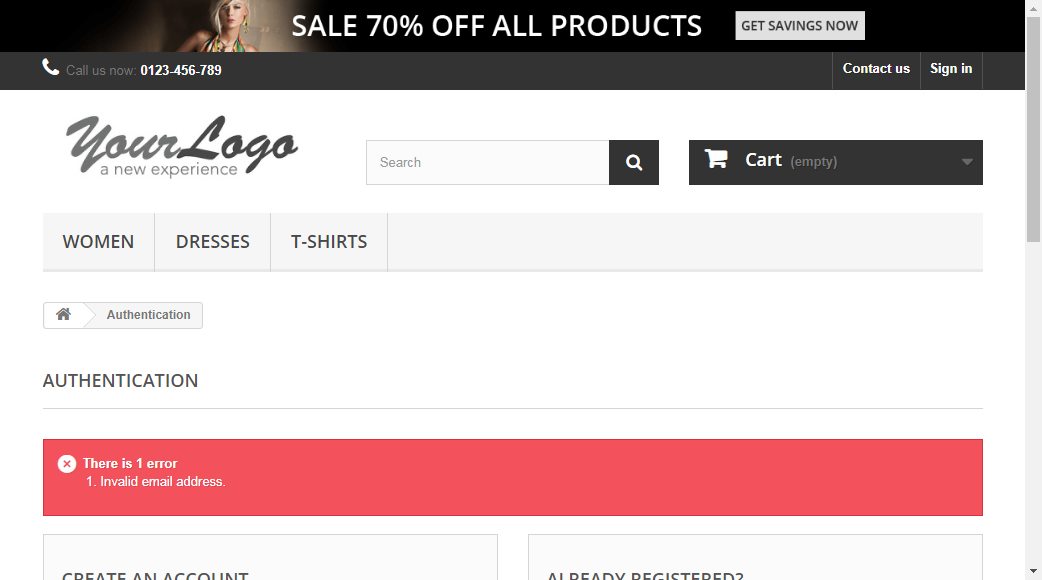 SALE 70% OFF ALL PRODUCTS GET SAVINGS NOW
Call us now: 0123-456-789 Contact us Sign in
YourLogo
a new experience
Search Cart (empty)
WOMEN DRESSES T-SHIRTS
Authentication
AUTHENTICATION
There is 1 error
1. Invalid email address.
CREATE AN ACCOUNT ALREADY REGISTERED?